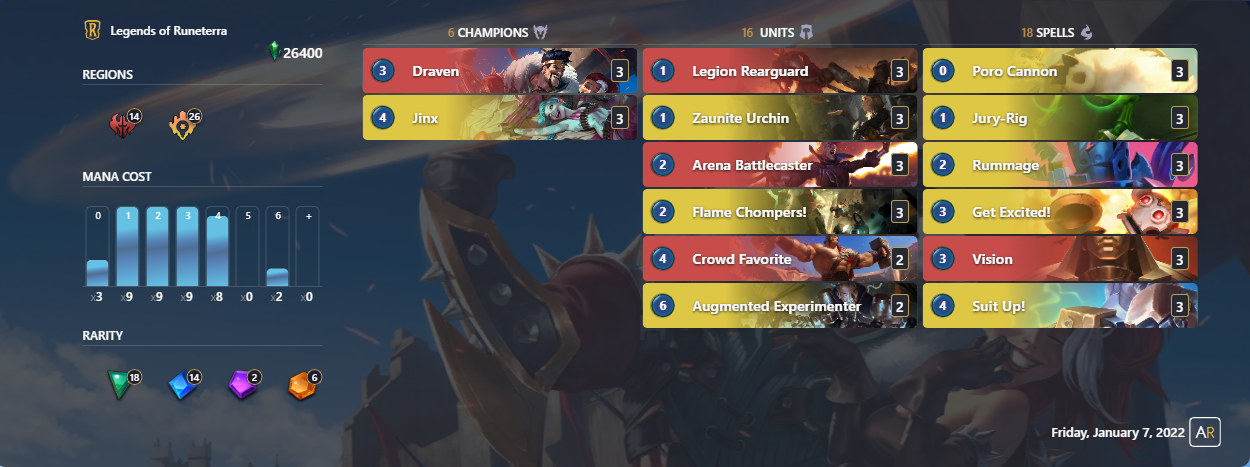 Legends of Runeterra
26400
REGIONS
14
26
MANA COST
0 1 2 3 4 5 6 +
x3 x9 x9 x9 x8 x0 x2 x0
RARITY
18
14
2
6
6 CHAMPIONS
3 Draven 3
4 Jinx 3
16 UNITS
1 Legion Rearguard 3
1 Zaunite Urchin 3
2 Arena Battlecaster 3
2 Flame Chompers! 3
4 Crowd Favorite 2
6 Augmented Experimenter 2
18 SPELLS
0 Poro Cannon 3
1 Jury-Rig 3
2 Rummage 3
3 Get Excited! 3
3 Vision 3
4 Suit Up! 3
Friday, January 7, 2022 AR